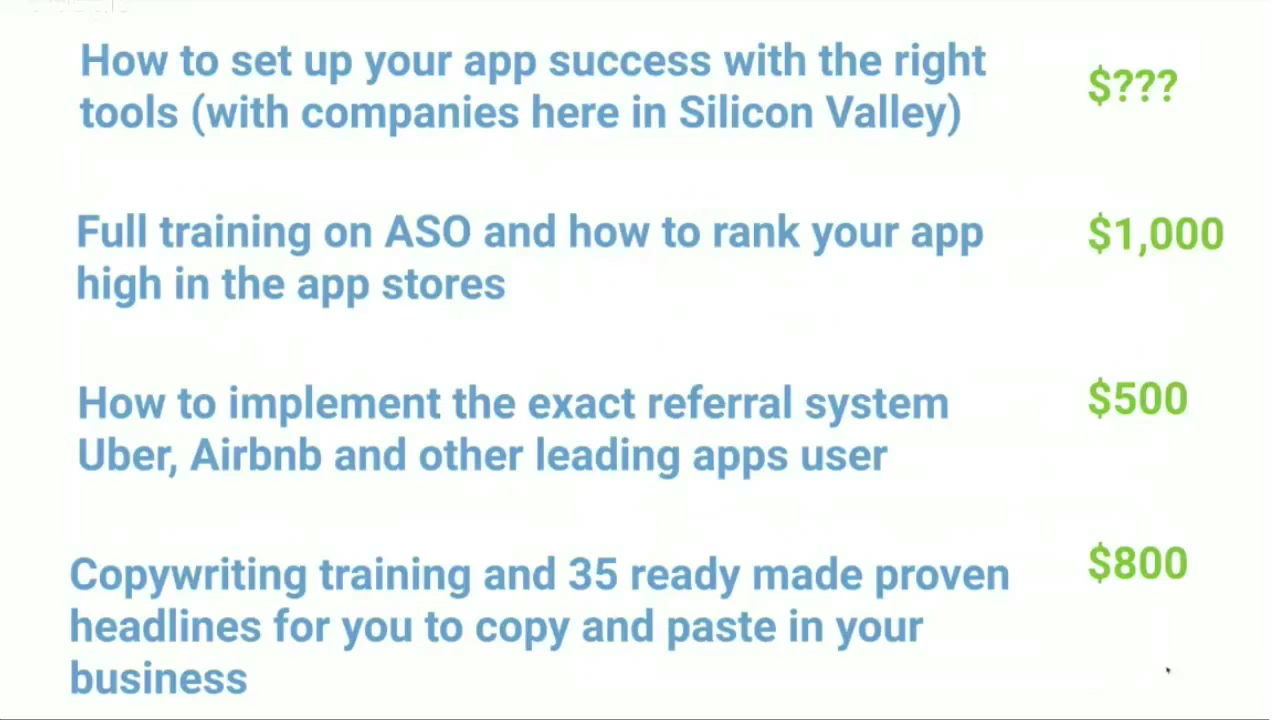 How to set up your app success with the right
tools (with companies here in Silicon Valley)
$???
Full training on ASO and how to rank your app
high in the app stores
$1,000
How to implement the exact referral system
Uber, Airbnb and other leading apps user
$500
Copywriting training and 35 ready made proven
headlines for you to copy and paste in your
business
$800